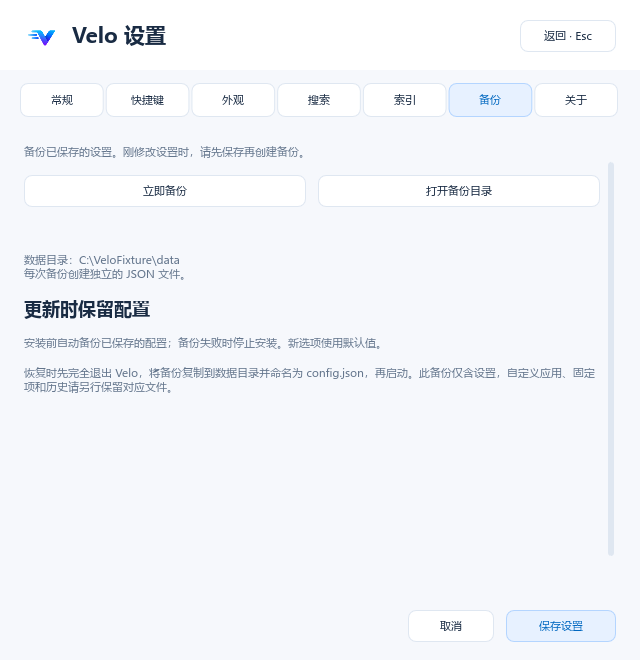 Velo 设置
返回 · Esc
常规
快捷键
外观
搜索
索引
备份
关于
备份已保存的设置。刚修改设置时，请先保存再创建备份。
立即备份
打开备份目录
数据目录：C:\VeloFixture\data
每次备份创建独立的 JSON 文件。
更新时保留配置
安装前自动备份已保存的配置；备份失败时停止安装。新选项使用默认值。
恢复时先完全退出 Velo，将备份复制到数据目录并命名为 config.json，再启动。此备份仅含设置，自定义应用、固定
项和历史请另行保留对应文件。
取消
保存设置